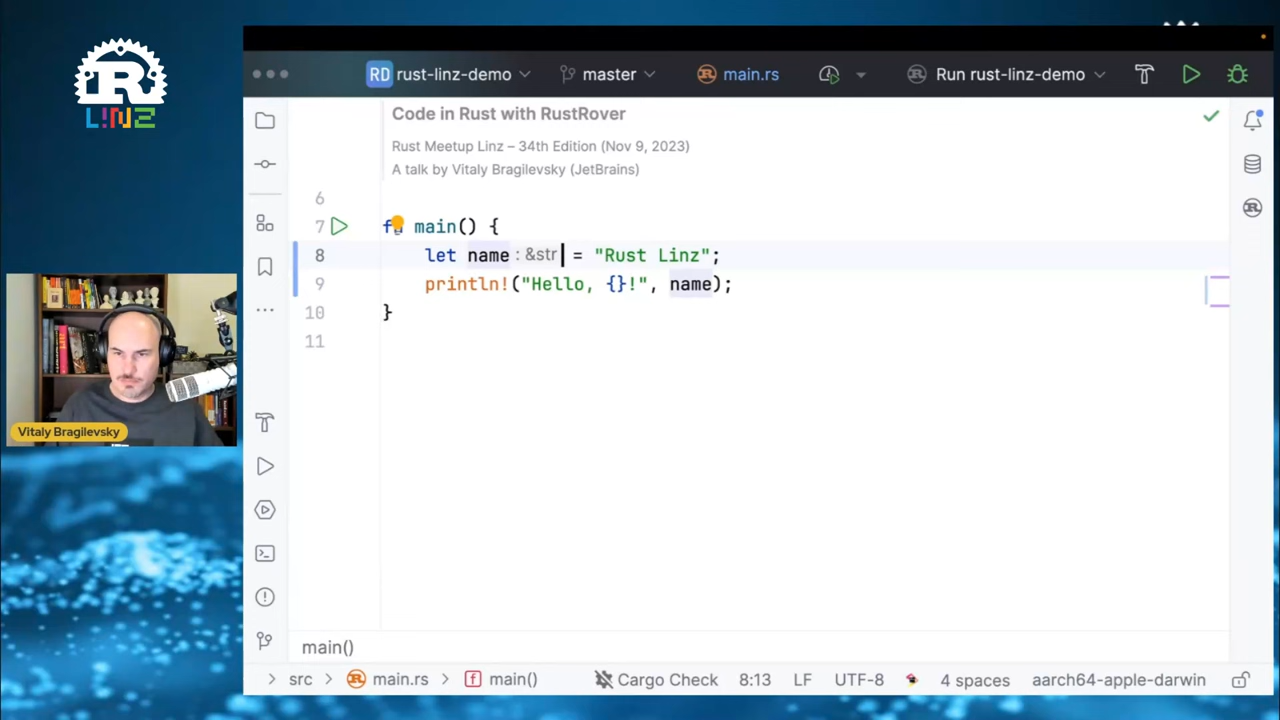 R
L!NZ
RD rust-linz-demo master main.rs Run rust-linz-demo
Code in Rust with RustRover
Rust Meetup Linz – 34th Edition (Nov 9, 2023)
A talk by Vitaly Bragilevsky (JetBrains)
6
7 fn main() {
8 let name : &str = "Rust Linz";
9 println!("Hello, {}!", name);
10 }
11
Vitaly Bragilevsky
main()
src main.rs f main() Cargo Check 8:13 LF UTF-8 4 spaces aarch64-apple-darwin